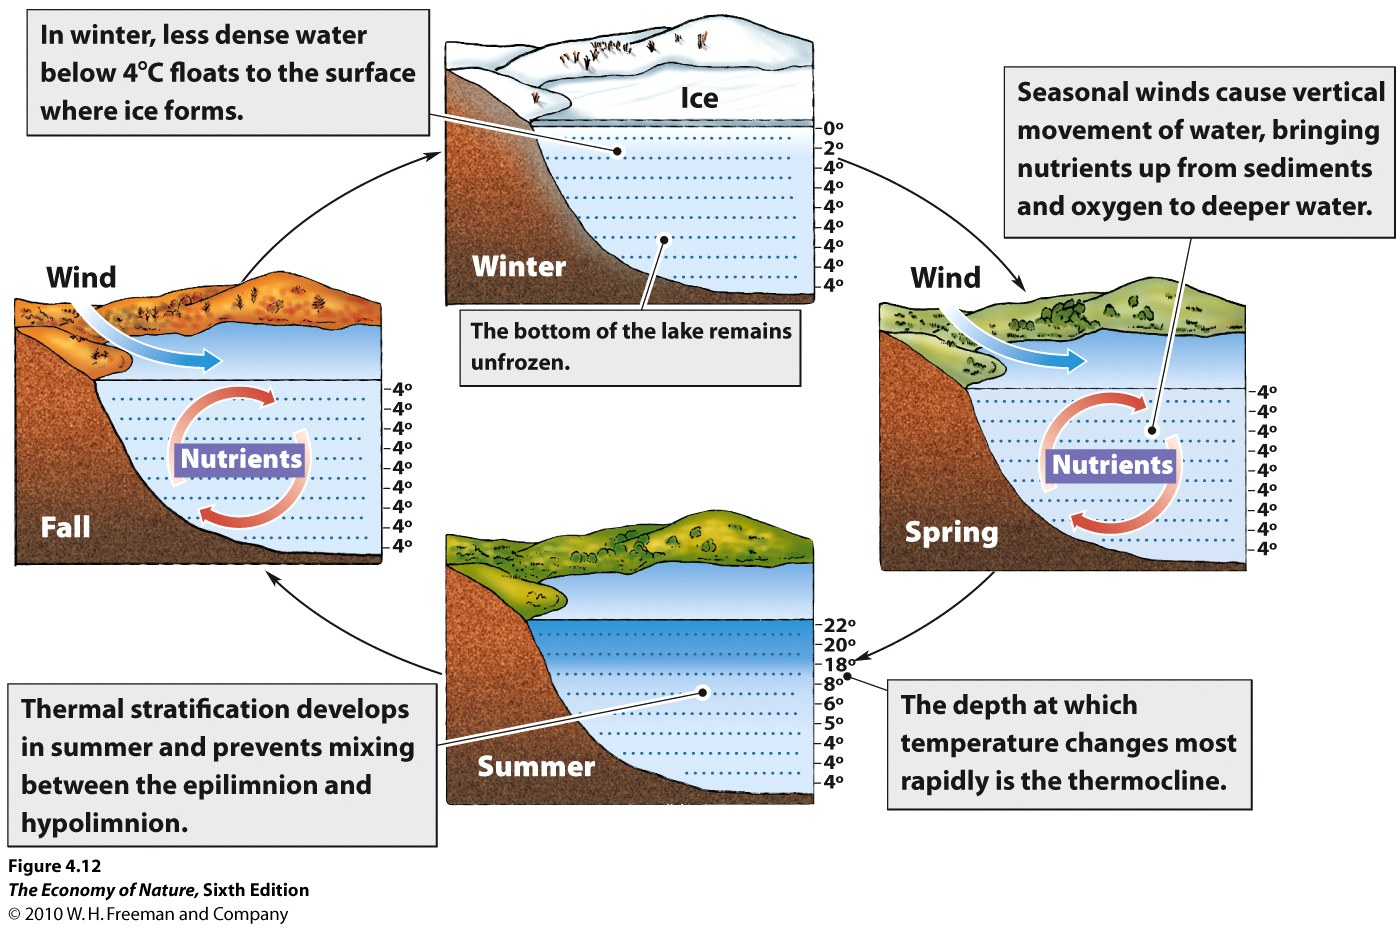 In winter, less dense water
below 4°C floats to the surface
where ice forms.
Ice
0°
2°
4°
4°
4°
4°
4°
4°
4°
Winter
The bottom of the lake remains
unfrozen.
Seasonal winds cause vertical
movement of water, bringing
nutrients up from sediments
and oxygen to deeper water.
Wind
4°
4°
4°
4°
4°
4°
4°
4°
4°
Nutrients
Fall
Wind
4°
4°
4°
4°
4°
4°
4°
4°
4°
Nutrients
Spring
22°
20°
18°
8°
6°
5°
4°
4°
4°
Summer
Thermal stratification develops
in summer and prevents mixing
between the epilimnion and
hypolimnion.
The depth at which
temperature changes most
rapidly is the thermocline.
Figure 4.12
The Economy of Nature, Sixth Edition
© 2010 W. H. Freeman and Company